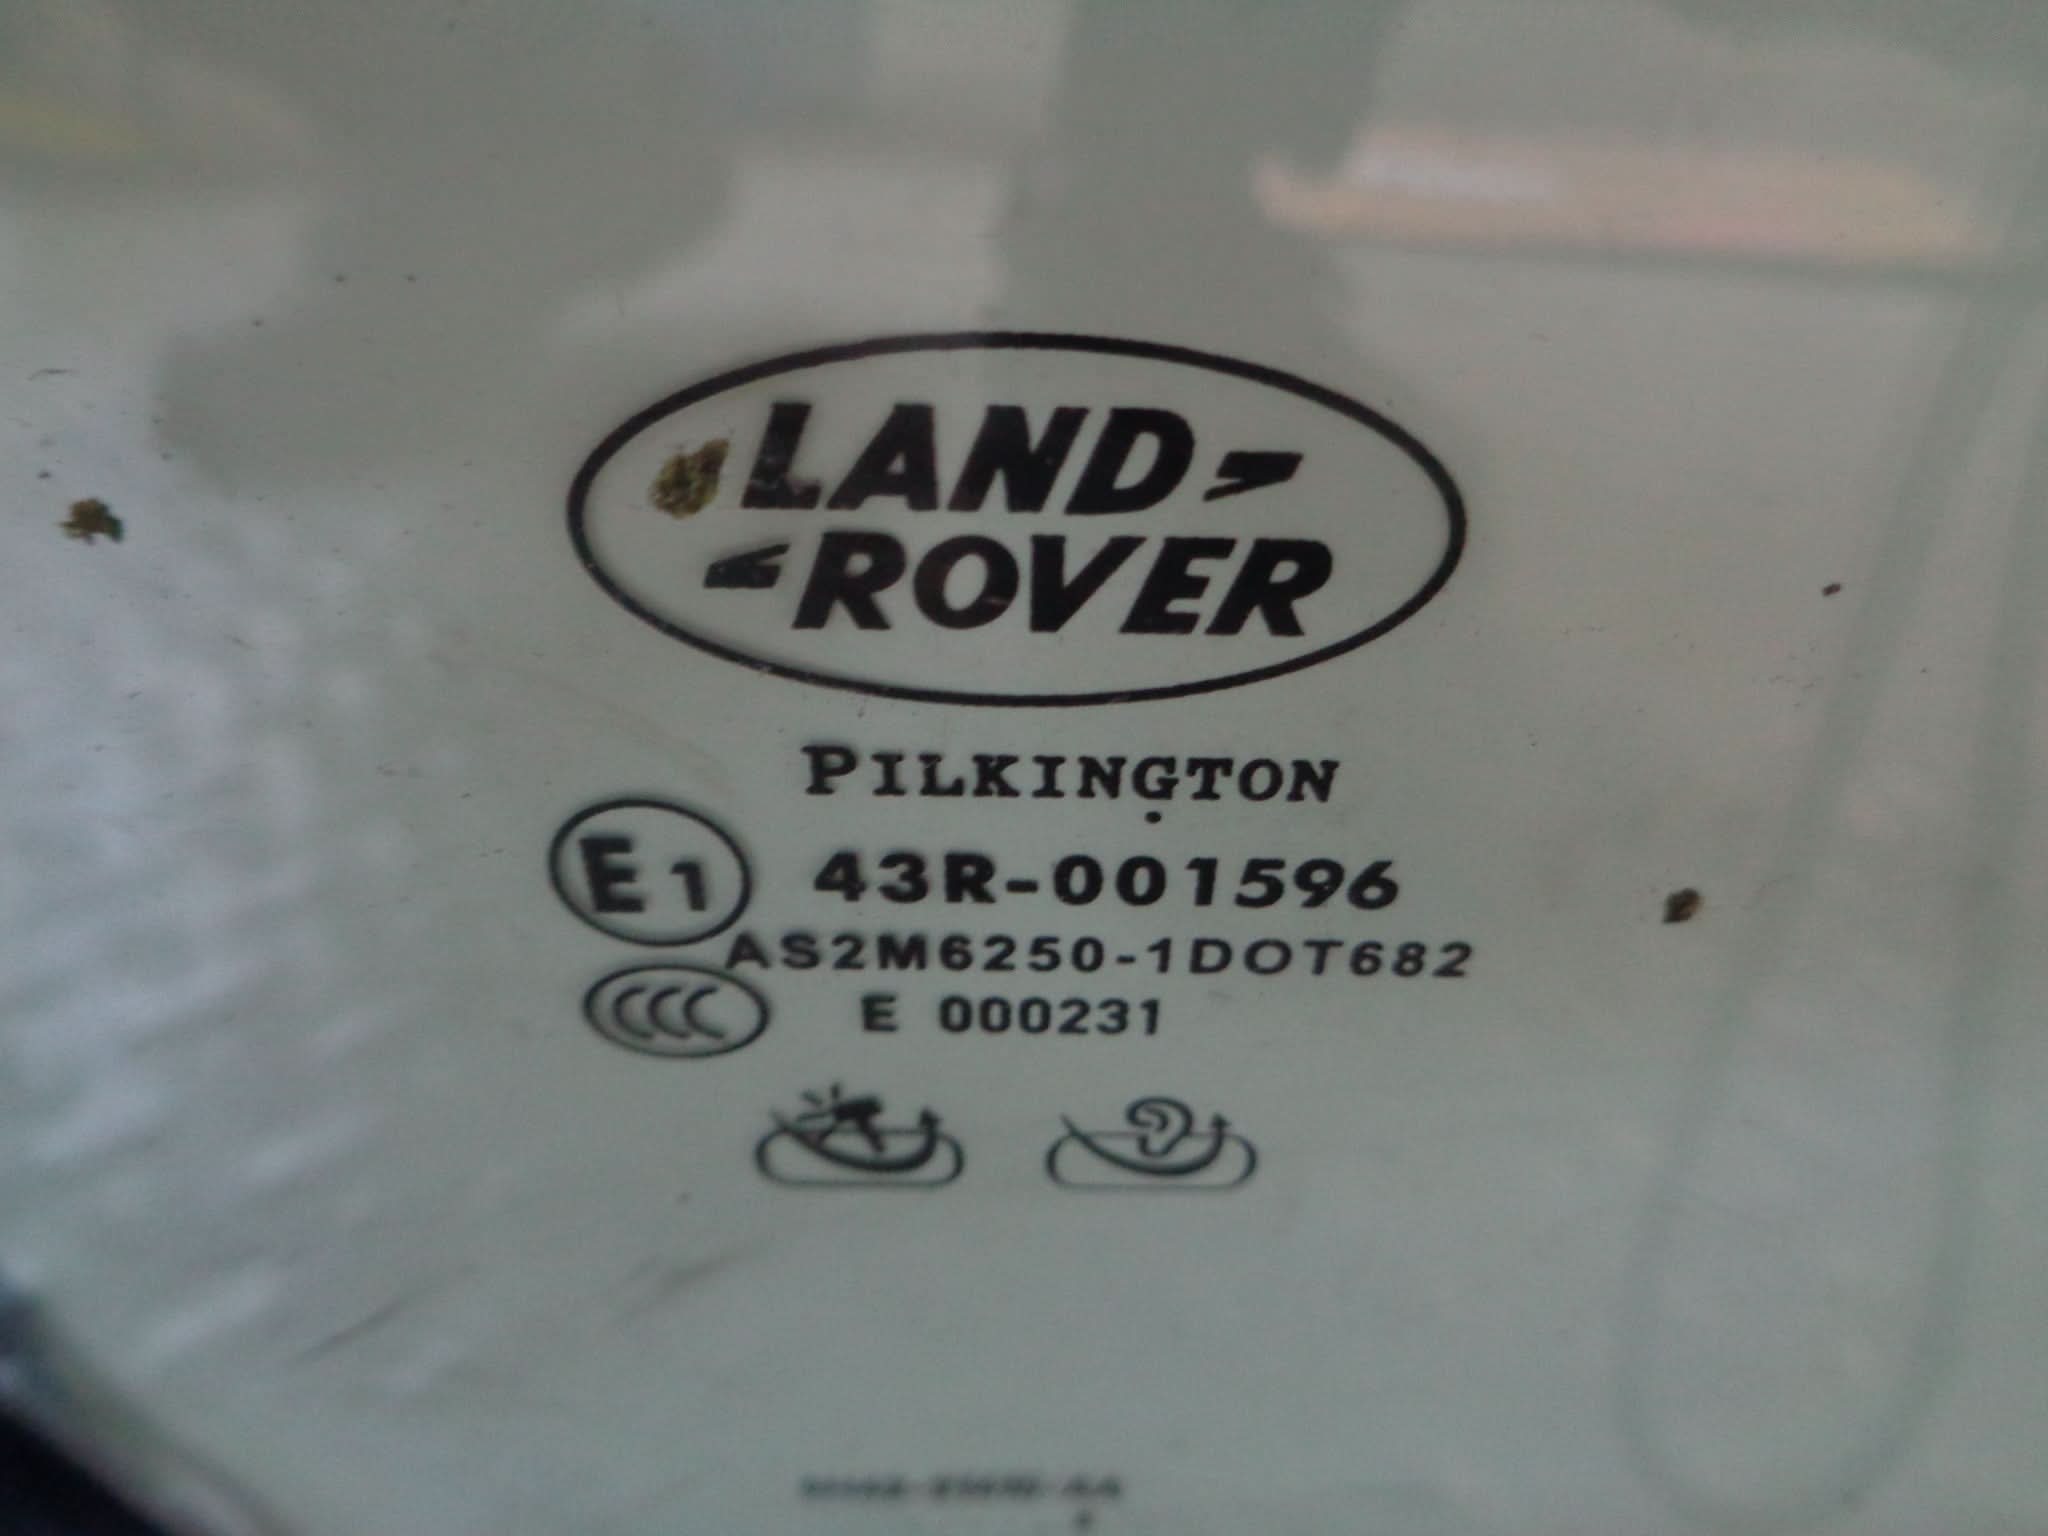 LAND
ROVER
PILKINGTON
E1 43R-001596
AS2M6250-1DOT682
CCC E 000231